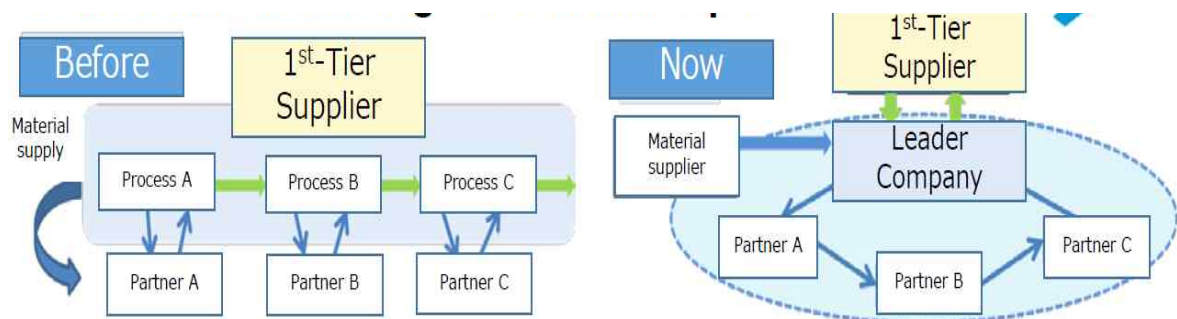 Before
1st-Tier
Supplier
Material
supply
Process A
Process B
Process C
Partner A
Partner B
Partner C
Now
1st-Tier
Supplier
Material
supplier
Leader
Company
Partner A
Partner B
Partner C